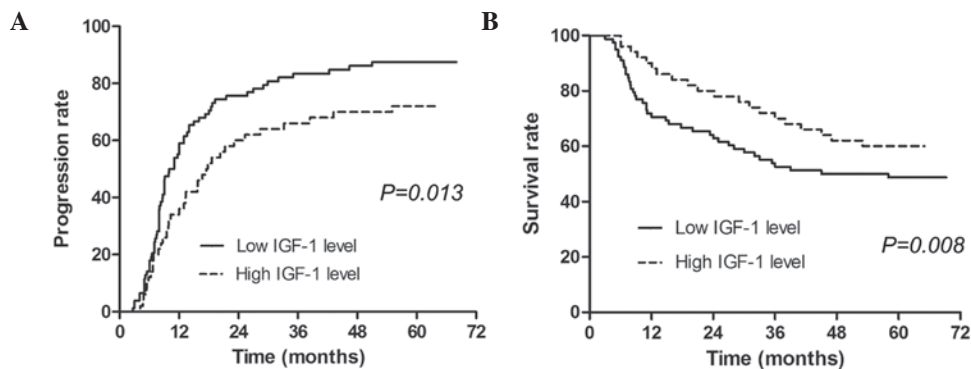 A
Progression rate
100
80
60
40
20
0
P=0.013
Low IGF-1 level
High IGF-1 level
0 12 24 36 48 60 72
Time (months)
B
Survival rate
100
80
60
40
20
0
Low IGF-1 level
High IGF-1 level
P=0.008
0 12 24 36 48 60 72
Time (months)